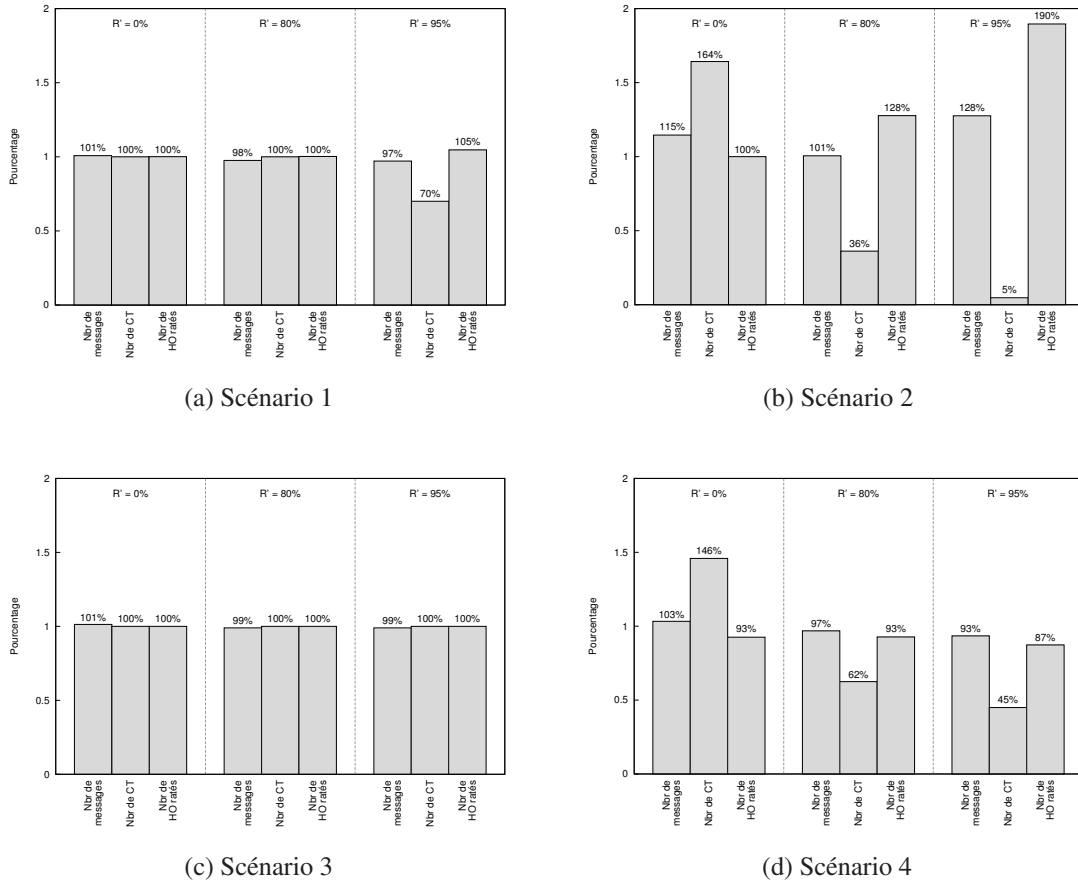 2
1.5
1
0.5
0
Pourcentage
R' = 0%
R' = 80%
R' = 95%
101%
100%
100%
98%
100%
100%
97%
70%
105%
Nbr de messages
Nbr de CT
Nbr de HO ratés
Nbr de messages
Nbr de CT
Nbr de HO ratés
Nbr de messages
Nbr de CT
Nbr de HO ratés
(a) Scénario 1
2
1.5
1
0.5
0
Pourcentage
R' = 0%
R' = 80%
R' = 95%
115%
164%
100%
101%
36%
128%
128%
5%
190%
Nbr de messages
Nbr de CT
Nbr de HO ratés
Nbr de messages
Nbr de CT
Nbr de HO ratés
Nbr de messages
Nbr de CT
Nbr de HO ratés
(b) Scénario 2
2
1.5
1
0.5
0
Pourcentage
R' = 0%
R' = 80%
R' = 95%
101%
100%
100%
99%
100%
100%
99%
100%
100%
Nbr de messages
Nbr de CT
Nbr de HO ratés
Nbr de messages
Nbr de CT
Nbr de HO ratés
Nbr de messages
Nbr de CT
Nbr de HO ratés
(c) Scénario 3
2
1.5
1
0.5
0
Pourcentage
R' = 0%
R' = 80%
R' = 95%
103%
146%
93%
97%
62%
93%
93%
45%
87%
Nbr de messages
Nbr de CT
Nbr de HO ratés
Nbr de messages
Nbr de CT
Nbr de HO ratés
Nbr de messages
Nbr de CT
Nbr de HO ratés
(d) Scénario 4